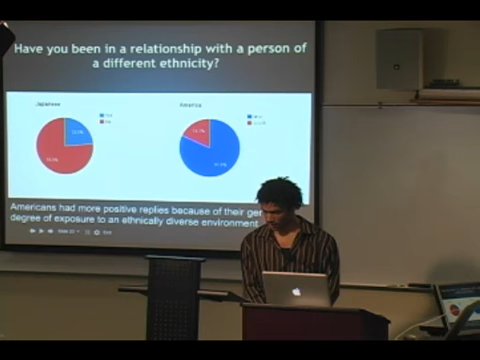 Have you been in a relationship with a person of
a different ethnicity?
Japanese
America
Americans had more positive replies because of their
degree of exposure to an ethnically diverse environment